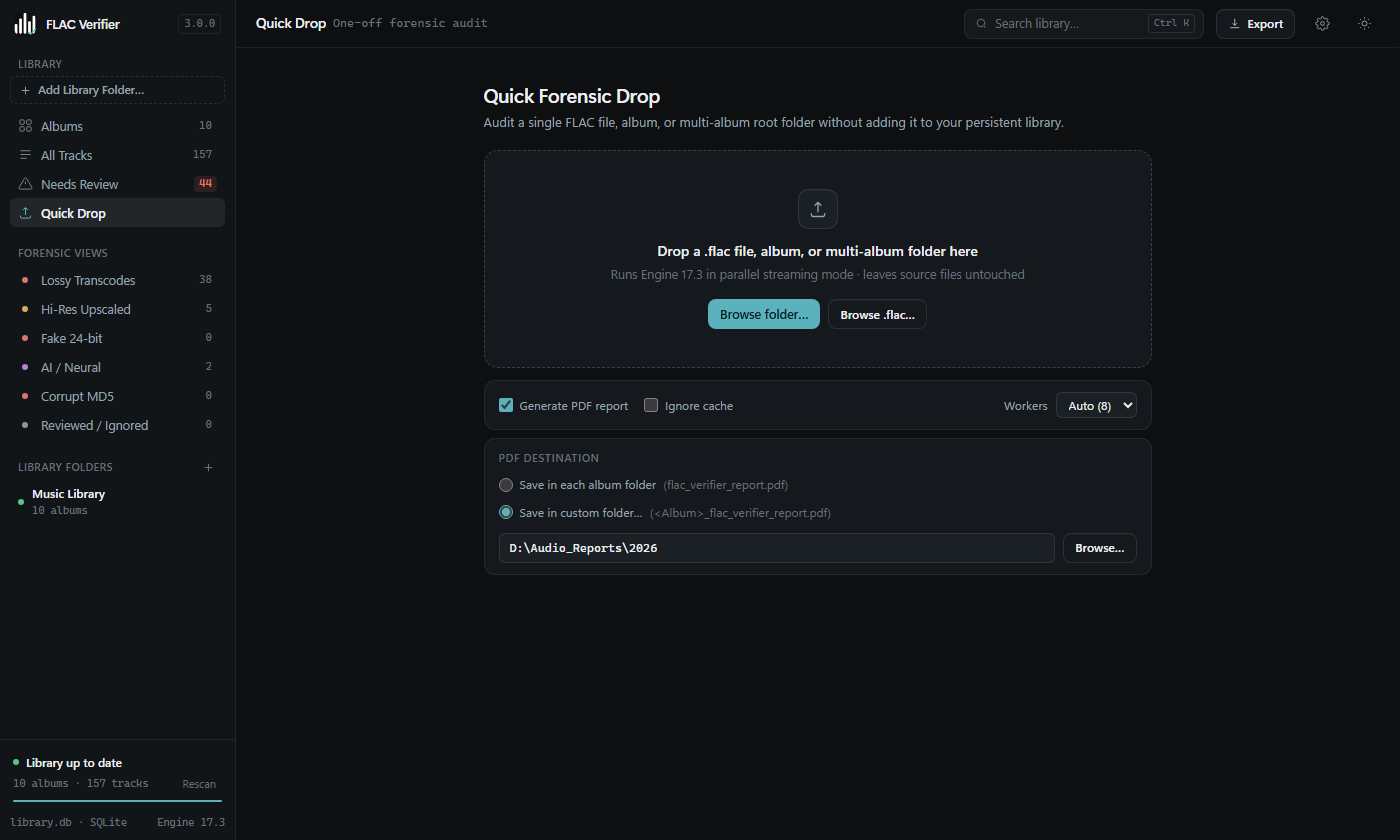 FLAC Verifier 3.0.0
LIBRARY
+ Add Library Folder...
Albums 10
All Tracks 157
Needs Review 44
Quick Drop
FORENSIC VIEWS
Lossy Transcodes 38
Hi-Res Upscaled 5
Fake 24-bit 0
AI / Neural 2
Corrupt MD5 0
Reviewed / Ignored 0
LIBRARY FOLDERS +
Music Library
10 albums
Library up to date
10 albums · 157 tracks Rescan
library.db · SQLite Engine 17.3
Quick Drop One-off forensic audit
Search library... Ctrl K
Export
Quick Forensic Drop
Audit a single FLAC file, album, or multi-album root folder without adding it to your persistent library.
Drop a .flac file, album, or multi-album folder here
Runs Engine 17.3 in parallel streaming mode · leaves source files untouched
Browse folder... Browse .flac...
Generate PDF report Ignore cache Workers Auto (8)
PDF DESTINATION
Save in each album folder (flac_verifier_report.pdf)
Save in custom folder... (<Album>_flac_verifier_report.pdf)
D:\Audio_Reports\2026 Browse...